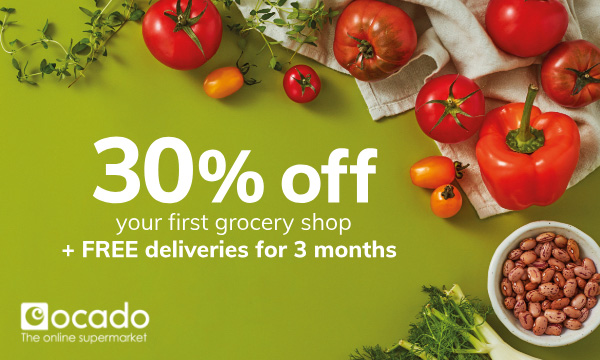 30% off
your first grocery shop
+ FREE deliveries for 3 months
ocado
The online supermarket